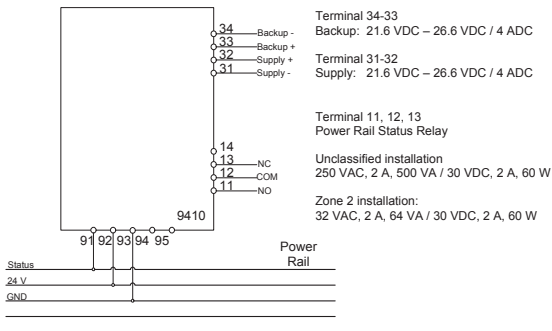 34 Backup -
33 Backup +
32 Supply +
31 Supply -
14
13 NC
12 COM
11 NO
9410
91 92 93 94 95
Power
Rail
Status
24 V
GND
Terminal 34-33
Backup: 21.6 VDC – 26.6 VDC / 4 ADC
Terminal 31-32
Supply: 21.6 VDC – 26.6 VDC / 4 ADC
Terminal 11, 12, 13
Power Rail Status Relay
Unclassified installation
250 VAC, 2 A, 500 VA / 30 VDC, 2 A, 60 W
Zone 2 installation:
32 VAC, 2 A, 64 VA / 30 VDC, 2 A, 60 W